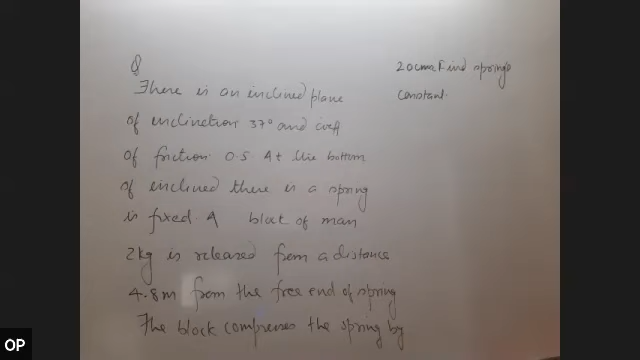 Q
There is an inclined plane
of inclination 37° and coeff
of friction 0.5. At the bottom
of inclined there is a spring
is fixed. A block of mass
2kg is released from a distance
4.8m from the free end of spring
The block compresses the spring by
20cm. Find spring
constant.
OP